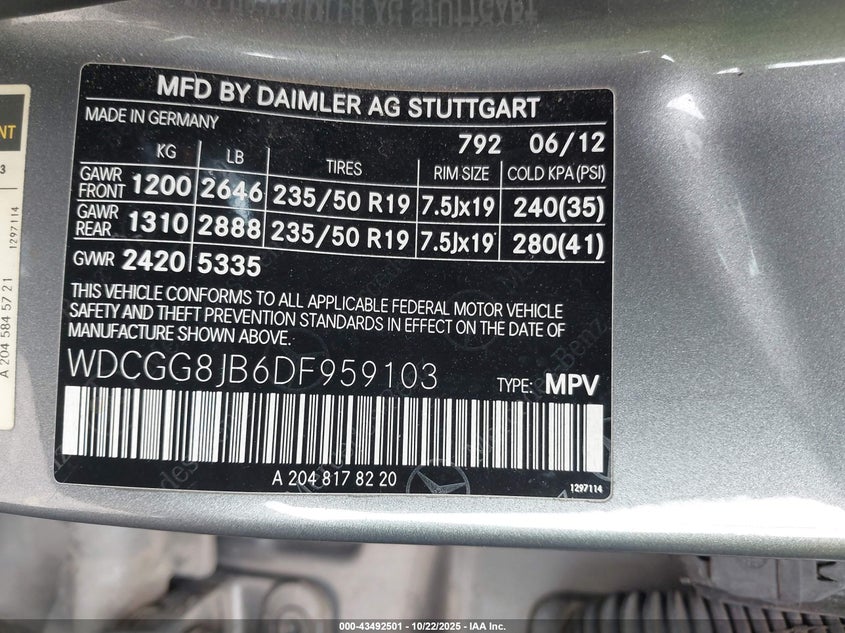 MFD BY DAIMLER AG STUTTGART
MADE IN GERMANY
792 06/12
KG LB TIRES RIM SIZE COLD KPA (PSI)
GAWR FRONT 1200 2646 235/50 R19 7.5Jx19 240(35)
GAWR REAR 1310 2888 235/50 R19 7.5Jx19 280(41)
GVWR 2420 5335
THIS VEHICLE CONFORMS TO ALL APPLICABLE FEDERAL MOTOR VEHICLE
SAFETY AND THEFT PREVENTION STANDARDS IN EFFECT ON THE DATE OF
MANUFACTURE SHOWN ABOVE.
WDCGG8JB6DF959103 TYPE: MPV
A 204 817 82 20
1297114
A 204 584 57 21 1297114
000-43492501 - 10/22/2025 - IAA Inc.